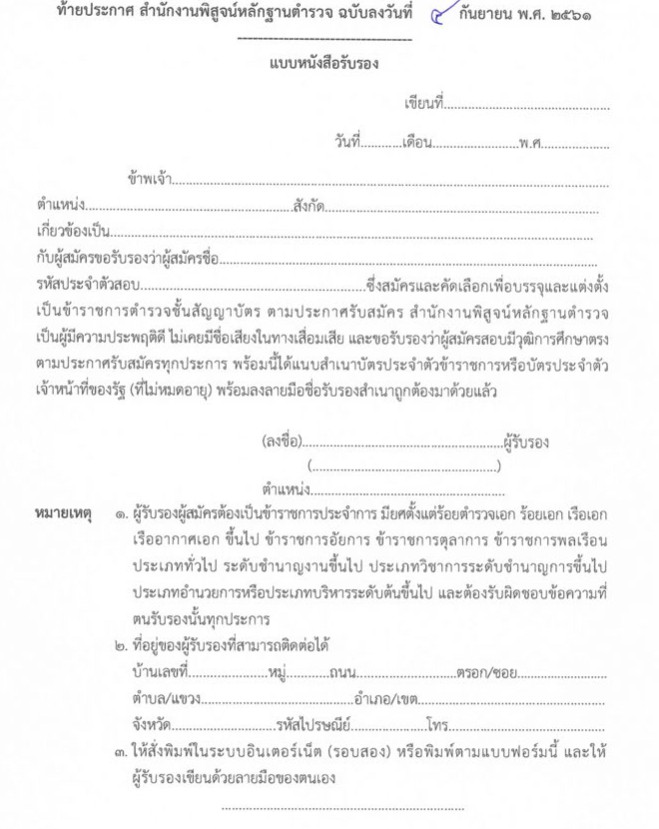 ท้ายประกาศ สำนักงานพิสูจน์หลักฐานตำรวจ ฉบับลงวันที่ ๕ กันยายน พ.ศ. ๒๕๖๑
แบบหนังสือรับรอง
เขียนที่
วันที่ เดือน พ.ศ.
ข้าพเจ้า
ตำแหน่ง สังกัด
เกี่ยวข้องเป็น
กับผู้สมัครขอรับรองว่าผู้สมัครชื่อ
รหัสประจำตัวสอบ ซึ่งสมัครและคัดเลือกเพื่อบรรจุและแต่งตั้ง
เป็นข้าราชการตำรวจชั้นสัญญาบัตร ตามประกาศรับสมัคร สำนักงานพิสูจน์หลักฐานตำรวจ
เป็นผู้มีความประพฤติดี ไม่เคยมีชื่อเสียงในทางเสื่อมเสีย และขอรับรองว่าผู้สมัครสอบมีวุฒิการศึกษาตรง
ตามประกาศรับสมัครทุกประการ พร้อมนี้ได้แนบสำเนาบัตรประจำตัวข้าราชการหรือบัตรประจำตัว
เจ้าหน้าที่ของรัฐ (ที่ไม่หมดอายุ) พร้อมลงลายมือชื่อรับรองสำเนาถูกต้องมาด้วยแล้ว
(ลงชื่อ) ผู้รับรอง
( )
ตำแหน่ง
หมายเหตุ ๑. ผู้รับรองผู้สมัครต้องเป็นข้าราชการประจำการ มียศตั้งแต่ร้อยตำรวจเอก ร้อยเอก เรือเอก
เรืออากาศเอก ขึ้นไป ข้าราชการอัยการ ข้าราชการตุลาการ ข้าราชการพลเรือน
ประเภททั่วไป ระดับชำนาญงานขึ้นไป ประเภทวิชาการระดับชำนาญการขึ้นไป
ประเภทอำนวยการหรือประเภทบริหารระดับต้นขึ้นไป และต้องรับผิดชอบข้อความที่
ตนรับรองนั้นทุกประการ
๒. ที่อยู่ของผู้รับรองที่สามารถติดต่อได้
บ้านเลขที่ หมู่ ถนน ตรอก/ซอย
ตำบล/แขวง อำเภอ/เขต
จังหวัด รหัสไปรษณีย์ โทร
๓. ให้สั่งพิมพ์ในระบบอินเตอร์เน็ต (รอบสอง) หรือพิมพ์ตามแบบฟอร์มนี้ และให้
ผู้รับรองเขียนด้วยลายมือของตนเอง